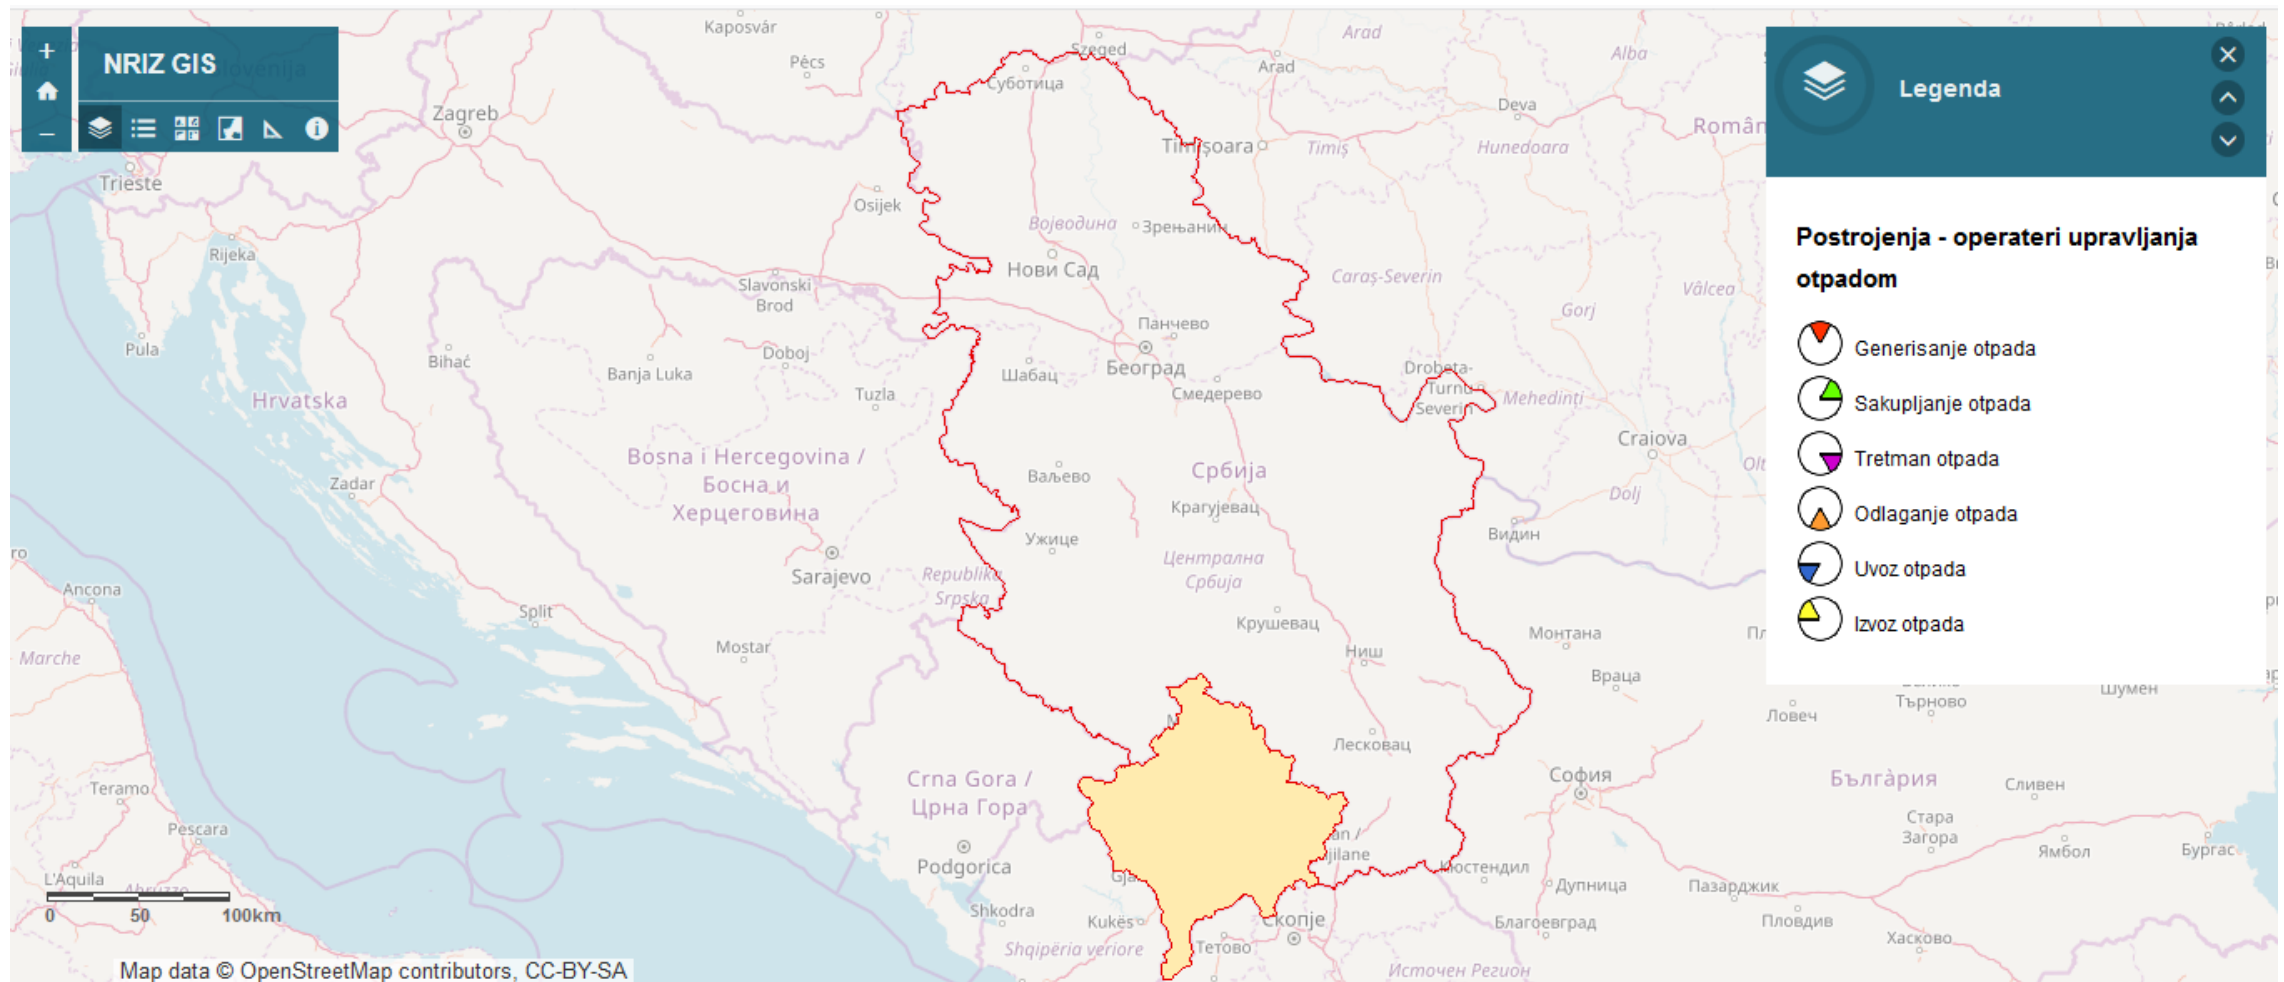 NRIZ GIS
Legenda
Postrojenja - operateri upravljanja
otpadom
Generisanje otpada
Sakupljanje otpada
Tretman otpada
Odlaganje otpada
Uvoz otpada
Izvoz otpada
Kaposvár
Szeged
Arad
Alba
Pécs
Суботица
Arad
Deva
Zagreb
Timișoara
Timiș
Hunedoara
Trieste
Osijek
Војводина
Зрењанин
Rijeka
Нови Сад
Caraș-Severin
Vâlcea
Slavonski
Brod
Gorj
Панчево
Pula
Bihać
Doboj
Banja Luka
Шабац
Београд
Drobeta-
Turnu
Severin
Tuzla
Смедерево
Mehedinți
Hrvatska
Craiova
Bosna i Hercegovina /
Босна и
Херцеговина
Србија
Ваљево
Zadar
Dolj
Крагујевац
Ужице
Видин
Централна
Србија
Sarajevo
Republika
Srpska
Ancona
Split
Крушевац
Монтана
Marche
Mostar
Ниш
Враца
Шумен
Търново
Ловеч
Лесковац
Crna Gora /
Црна Гора
София
България
Сливен
Teramo
Стара
Загора
Pescara
Ямбол
Бургас
Podgorica
Кюстендил
L'Aquila
Abruzzo
Дупница
Пазарджик
Shkodra
Kukës
Скопје
Благоевград
Пловдив
Хасково
Shqipëria veriore
Тетово
Источен Регион
0 50 100km
Map data © OpenStreetMap contributors, CC-BY-SA